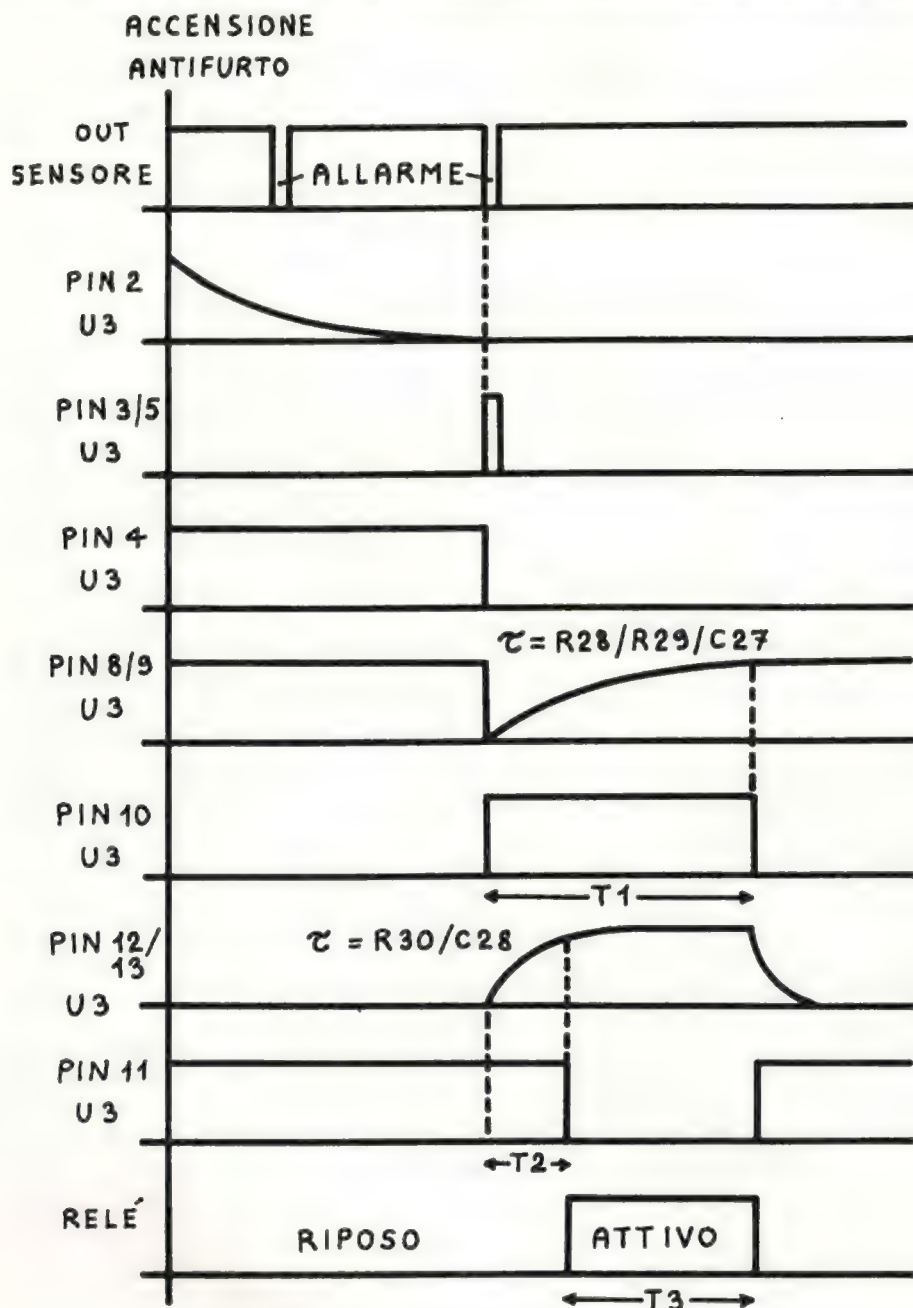 ACCENSIONE
ANTIFURTO
OUT
SENSORE
ALLARME
PIN 2
U3
PIN 3/5
U3
PIN 4
U3
τ = R28/R29/C27
PIN 8/9
U3
PIN 10
U3
T1
PIN 12/
13
τ = R30/C28
U3
PIN 11
U3
T2
RELÉ
RIPOSO
ATTIVO
T3